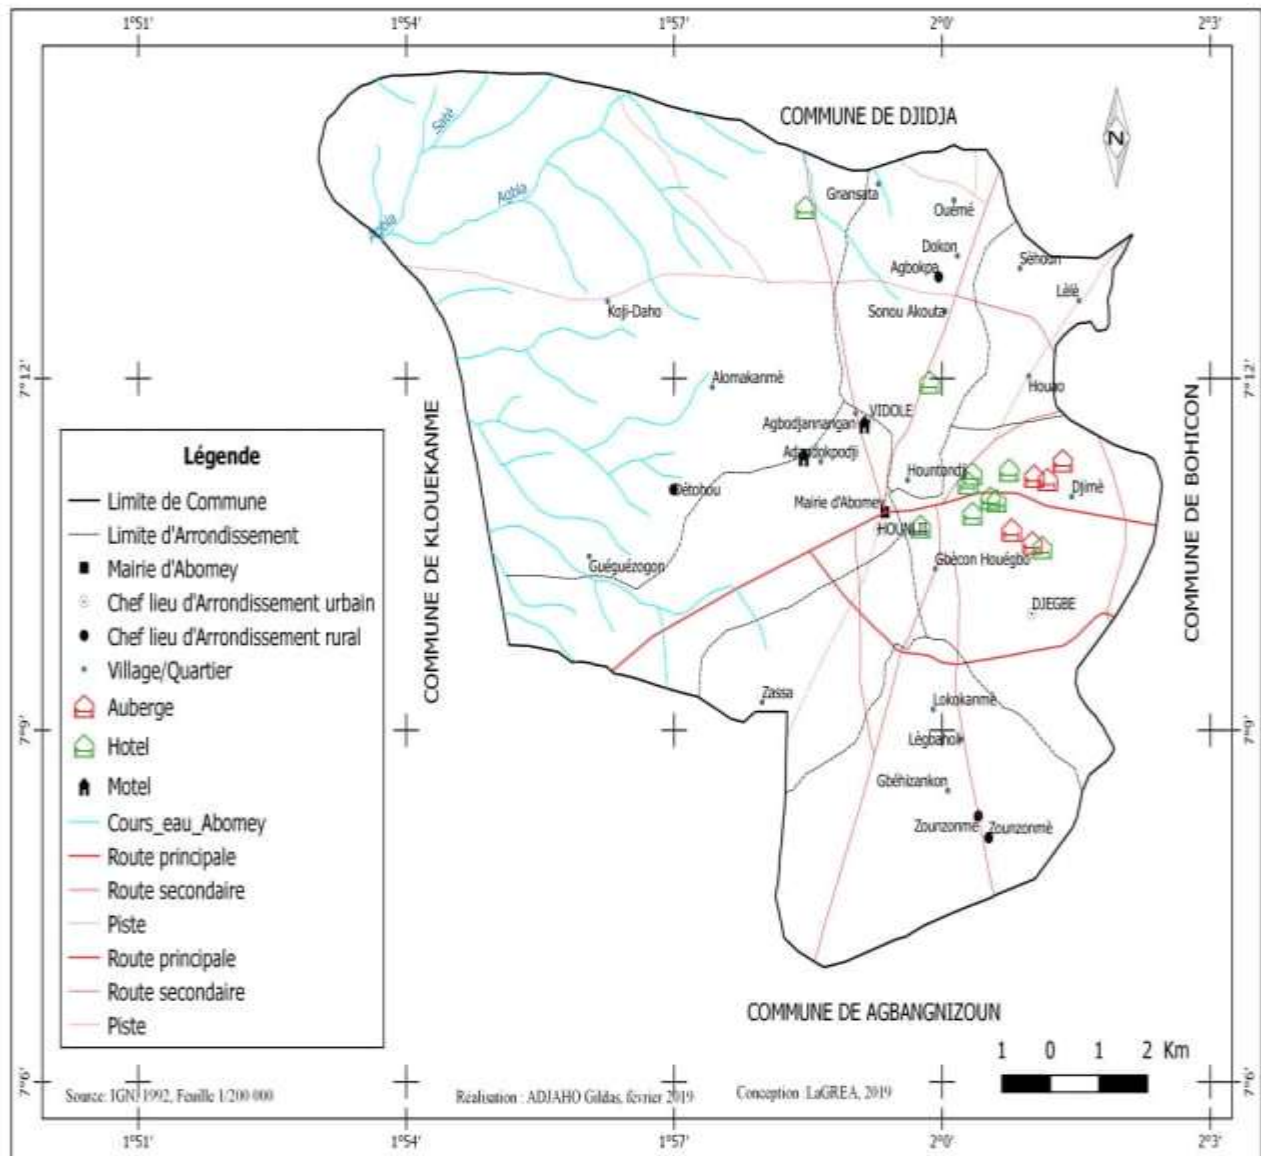 1°51' 1°54' 1°57' 2°0' 2°3'
COMMUNE DE DJIDJA
N
Satè
Agbla
Agbla
Gnansata
Ouèmé
Dokon
Agbokpa
Sèhoun
Lèlè
Koji-Daho
Sonou Akouta
7°12' 7°12'
Alomakanmè
Houao
Agbodjannangan
VIDOLE
Adandokpodji
Hountondji
Djimè
Détohou
Mairie d'Abomey
HOUNLI
Guéguézogon
Gbècon Houégbo
DJEGBE
COMMUNE DE KLOUEKANME
COMMUNE DE BOHICON
Zassa
Lokokanmè
7°9' 7°9'
Lègbaholi
Gbéhizankon
Zounzonmè
Zounzonmè
Légende
Limite de Commune
Limite d'Arrondissement
Mairie d'Abomey
Chef lieu d'Arrondissement urbain
Chef lieu d'Arrondissement rural
Village/Quartier
Auberge
Hotel
Motel
Cours_eau_Abomey
Route principale
Route secondaire
Piste
Route principale
Route secondaire
Piste
COMMUNE DE AGBANGNIZOUN
1 0 1 2 Km
7°6' 7°6'
Source: IGN 1992, Feuille 1/200 000
Réalisation : ADJAHO Gildas, février 2019
Conception :LaGREA, 2019
1°51' 1°54' 1°57' 2°0' 2°3'